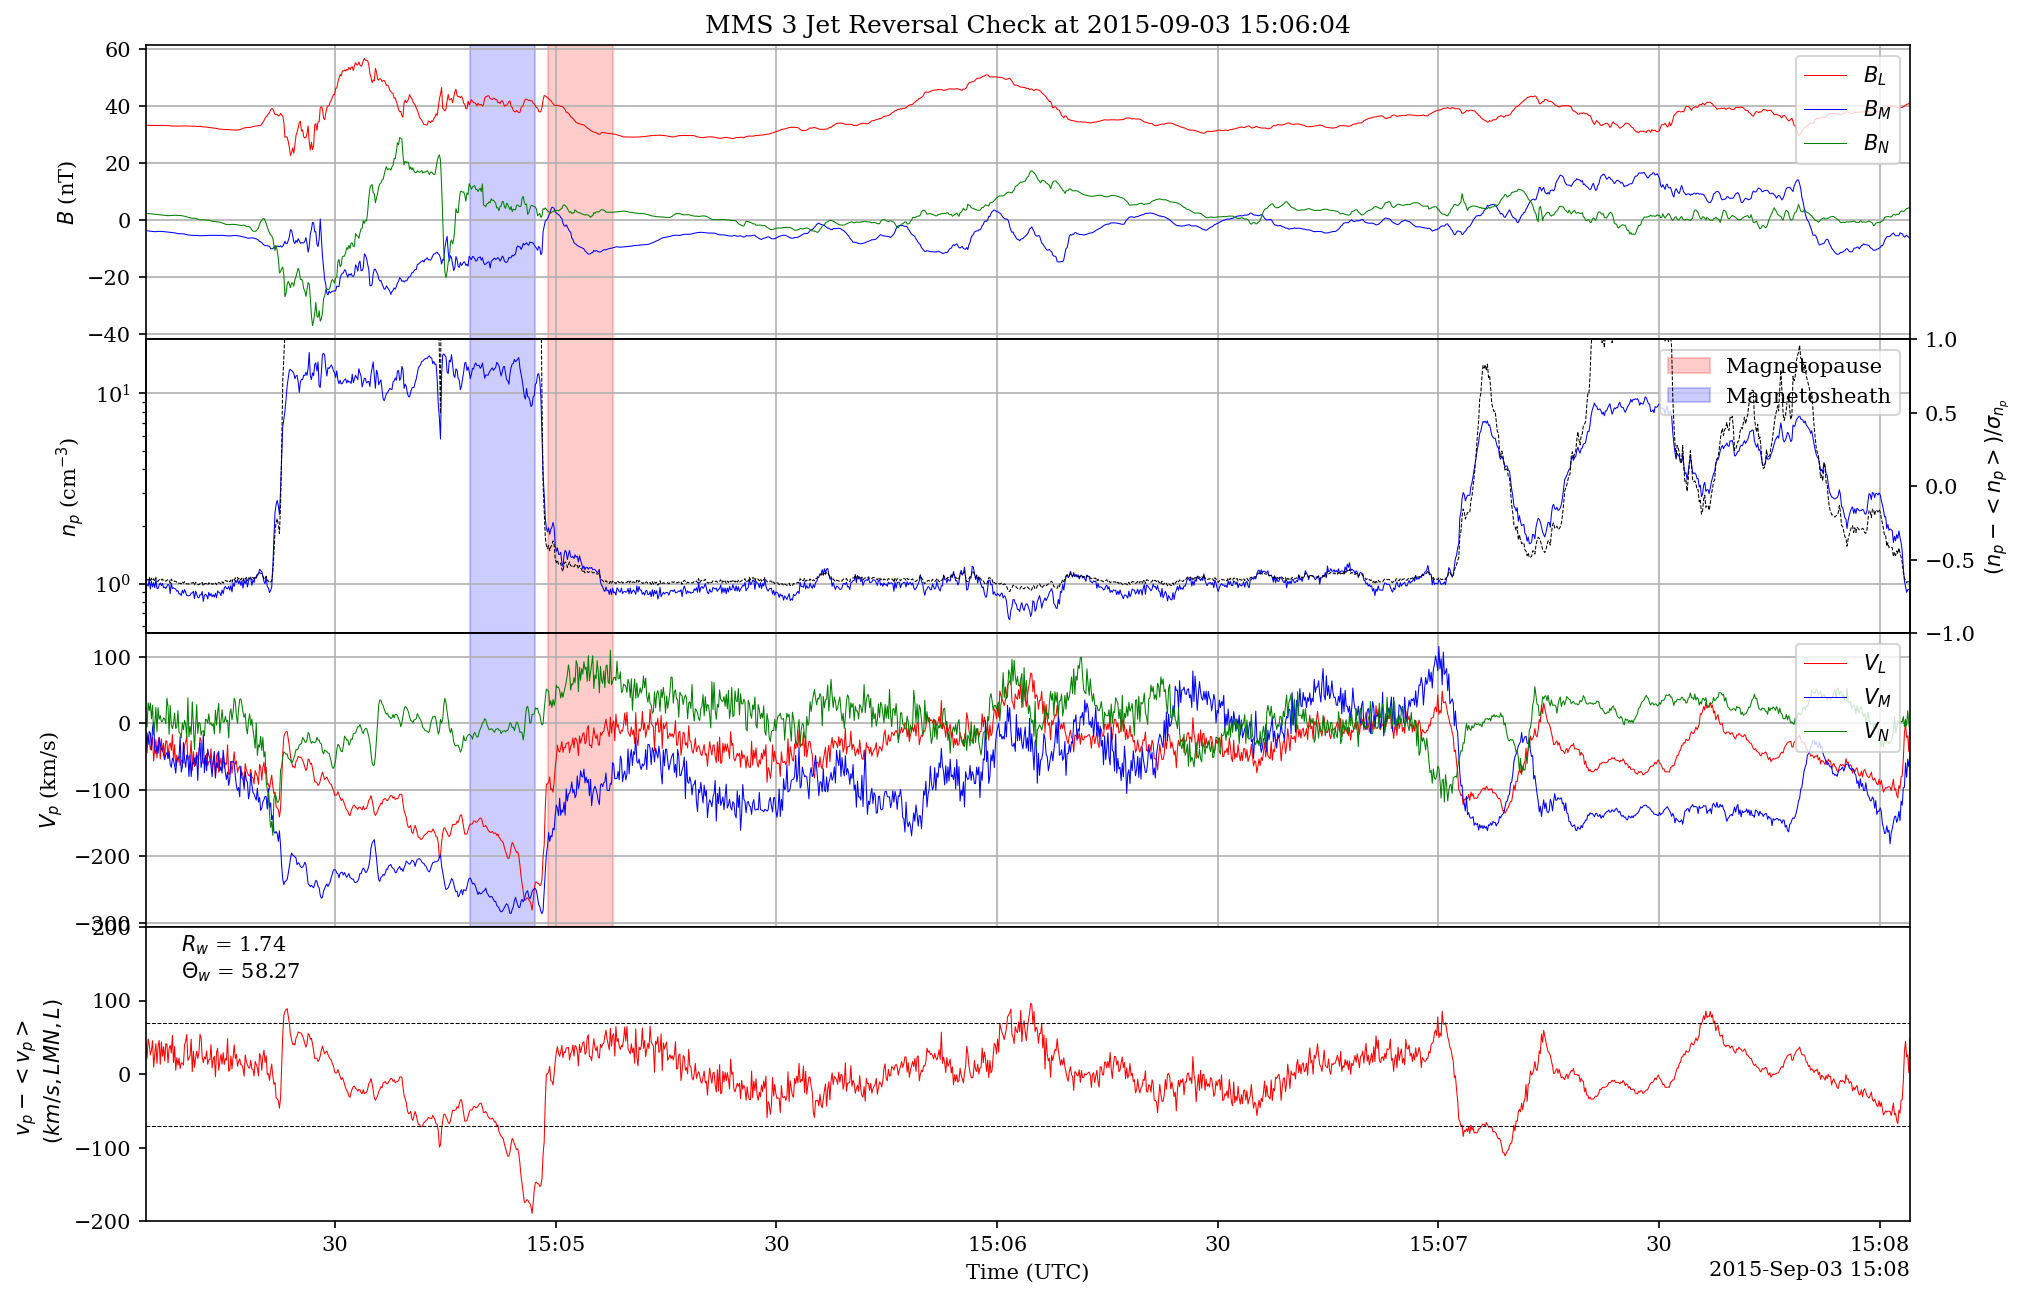 MMS 3 Jet Reversal Check at 2015-09-03 15:06:04
60
40
20
0
−20
−40
B (nT)
B_L
B_M
B_N
10^1
10^0
n_p (cm^{−3})
1.0
0.5
0.0
−0.5
−1.0
(n_p − < n_p >)/σ_{n_p}
Magnetopause
Magnetosheath
100
0
−100
−200
−300
V_p (km/s)
V_L
V_M
V_N
200
100
0
−100
−200
v_p − < v_p >
(km/s, LMN, L)
R_w = 1.74
Θ_w = 58.27
30
15:05
30
15:06
30
15:07
30
15:08
Time (UTC)
2015-Sep-03 15:08